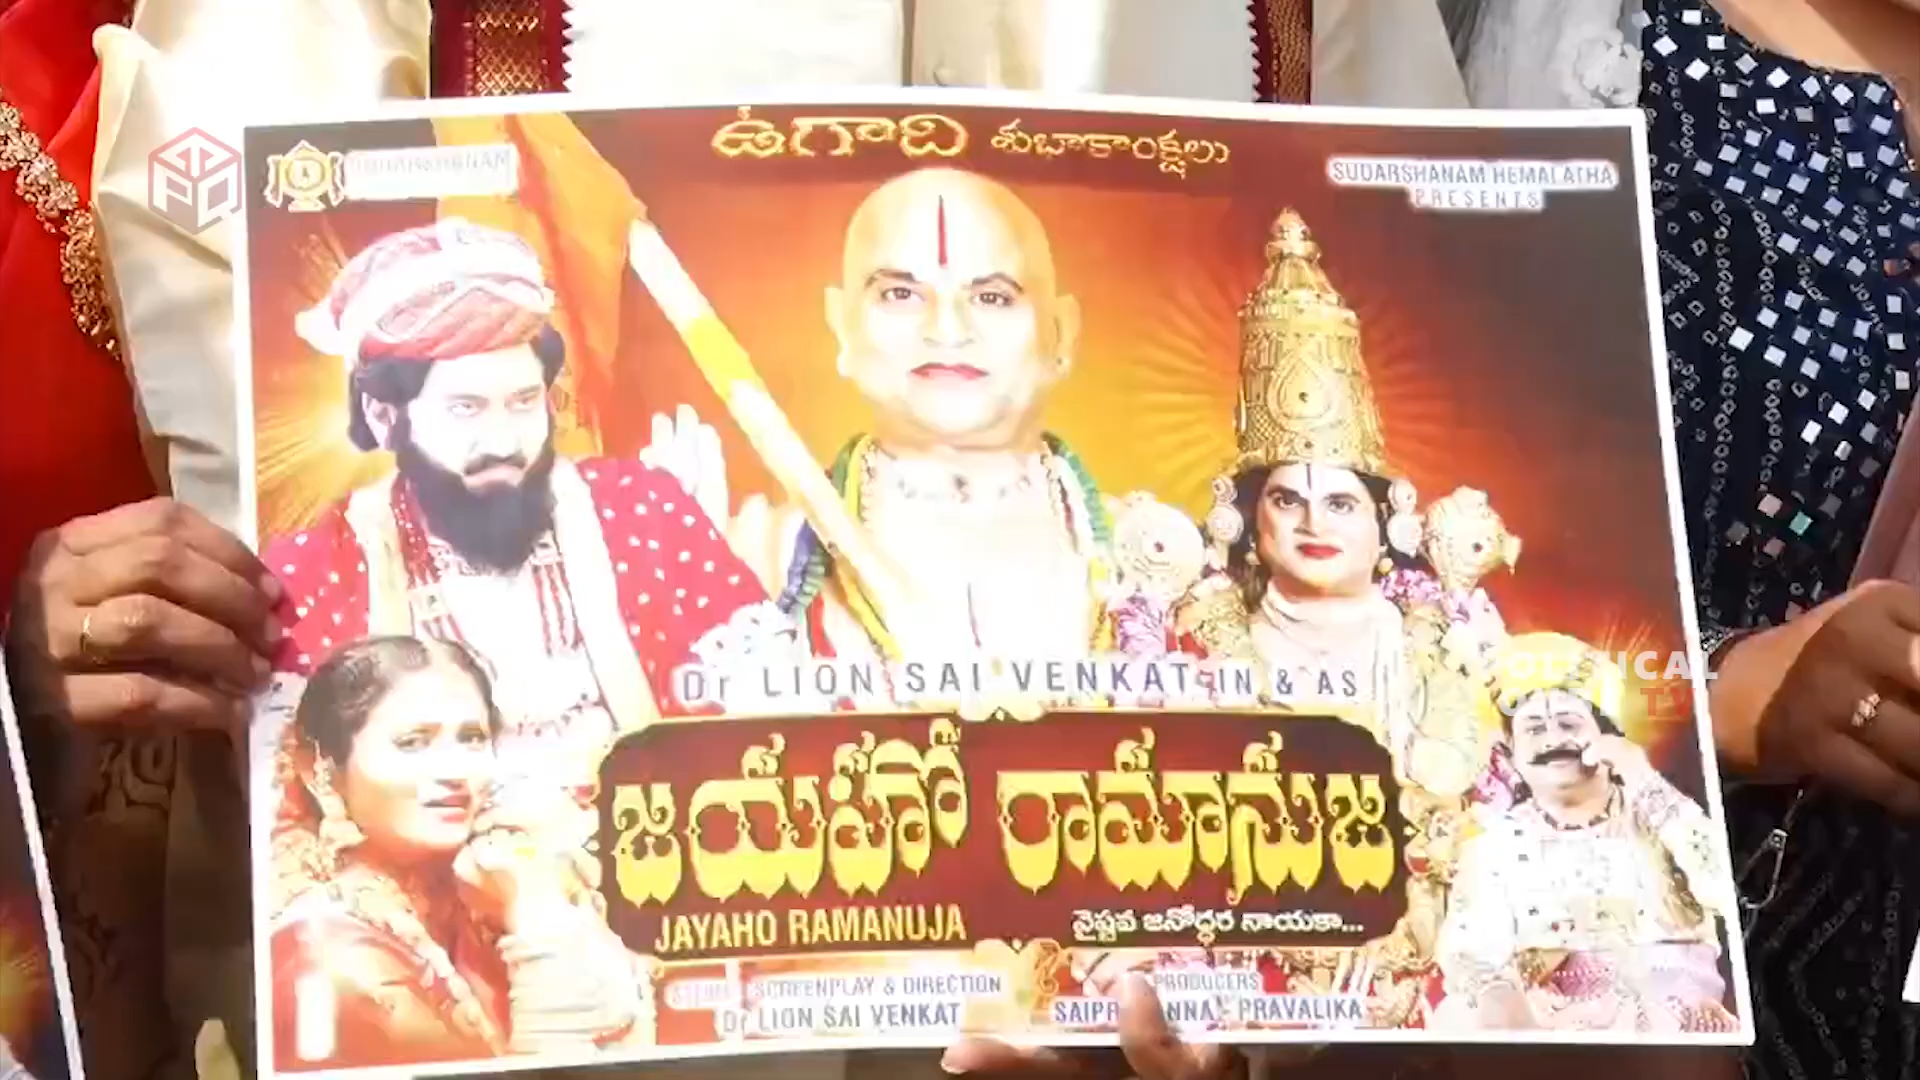 ఉగాది శుభాకాంక్షలు
SUDARSHANAM HEMALATHA
PRESENTS
Dr LION SAI VENKAT IN & AS
జయహో రామానుజ
JAYAHO RAMANUJA
వైష్ణవ జనోద్ధర నాయకా...
SCREENPLAY & DIRECTION
Dr LION SAI VENKAT
PRODUCERS
PRAVALIKA
TV